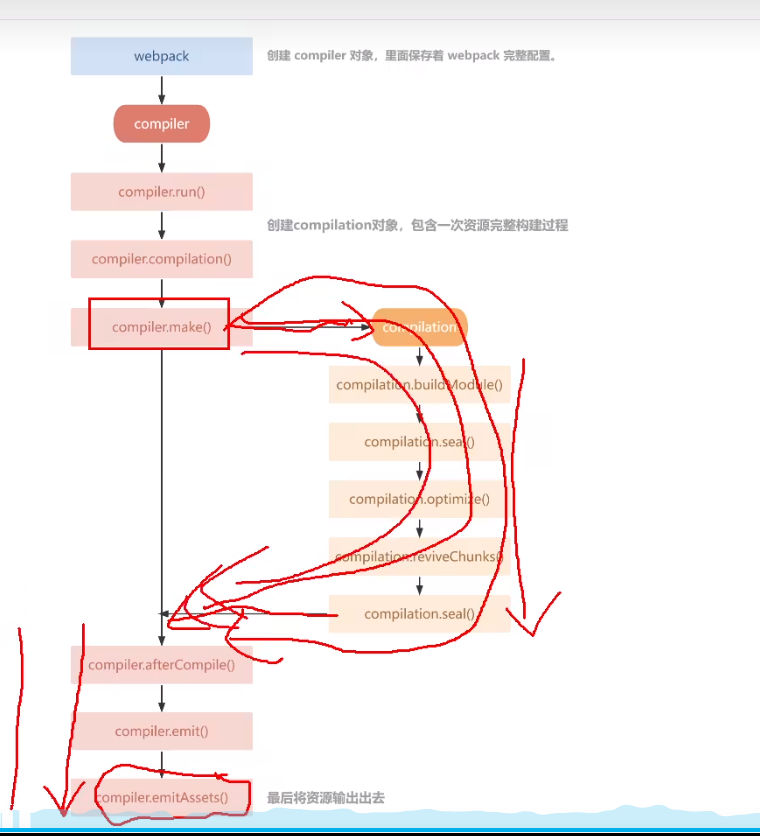 webpack
创建 compiler 对象，里面保存着 webpack 完整配置。
compiler
compiler.run()
创建compilation对象，包含一次资源完整构建过程
compiler.compilation()
compiler.make()
compilation
compilation.buildModule()
compilation.seal()
compilation.optimize()
compilation.reviveChunks()
compilation.seal()
compiler.afterCompile()
compiler.emit()
compiler.emitAssets()
最后将资源输出出去